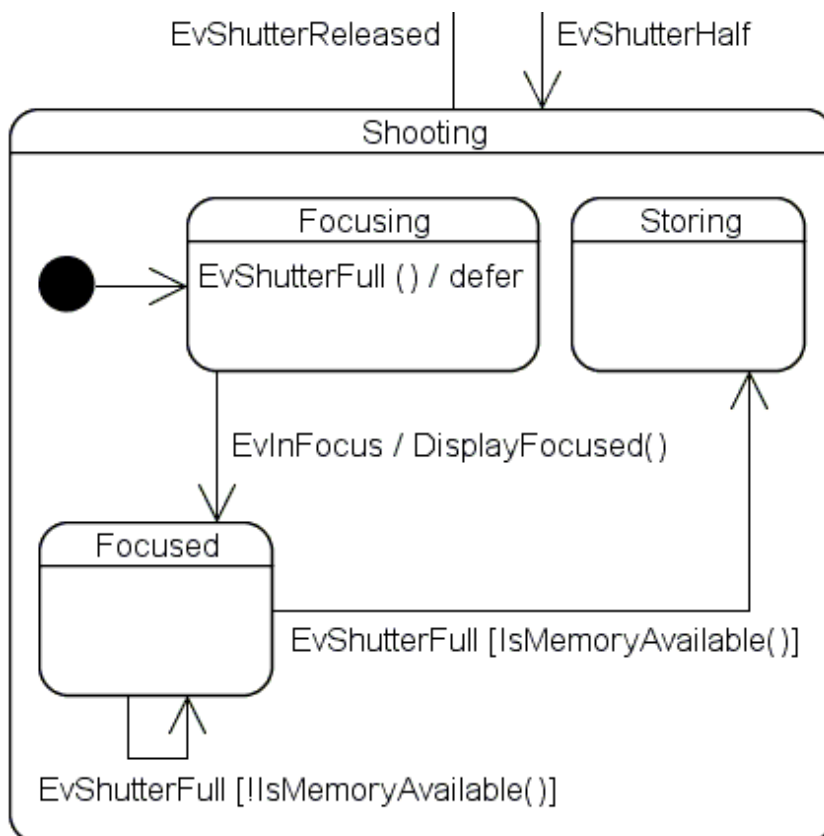 EvShutterReleased
EvShutterHalf
Shooting
Focusing
Storing
EvShutterFull () / defer
EvInFocus / DisplayFocused()
Focused
EvShutterFull [IsMemoryAvailable()]
EvShutterFull [!IsMemoryAvailable()]